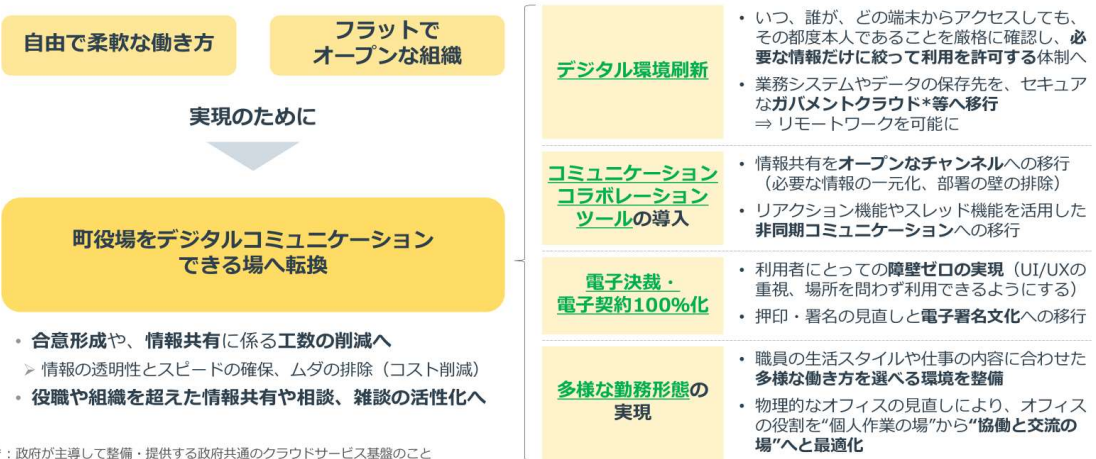 自由で柔軟な働き方
フラットで
オープンな組織
実現のために
町役場をデジタルコミュニケーション
できる場へ転換
• 合意形成や、情報共有に係る工数の削減へ
➢ 情報の透明性とスピードの確保、ムダの排除（コスト削減）
• 役職や組織を超えた情報共有や相談、雑談の活性化へ
：政府が主導して整備・提供する政府共通のクラウドサービス基盤のこと
デジタル環境刷新
• いつ、誰が、どの端末からアクセスしても、
その都度本人であることを厳格に確認し、必
要な情報だけに絞って利用を許可する体制へ
• 業務システムやデータの保存先を、セキュア
なガバメントクラウド*等へ移行
⇒ リモートワークを可能に
コミュニケーション
コラボレーション
ツールの導入
• 情報共有をオープンなチャンネルへの移行
（必要な情報の一元化、部署の壁の排除）
• リアクション機能やスレッド機能を活用した
非同期コミュニケーションへの移行
電子決裁・
電子契約100%化
• 利用者にとっての障壁ゼロの実現（UI/UXの
重視、場所を問わず利用できるようにする）
• 押印・署名の見直しと電子署名文化への移行
多様な勤務形態の
実現
• 職員の生活スタイルや仕事の内容に合わせた
多様な働き方を選べる環境を整備
• 物理的なオフィスの見直しにより、オフィス
の役割を“個人作業の場”から“協働と交流の
場”へと最適化